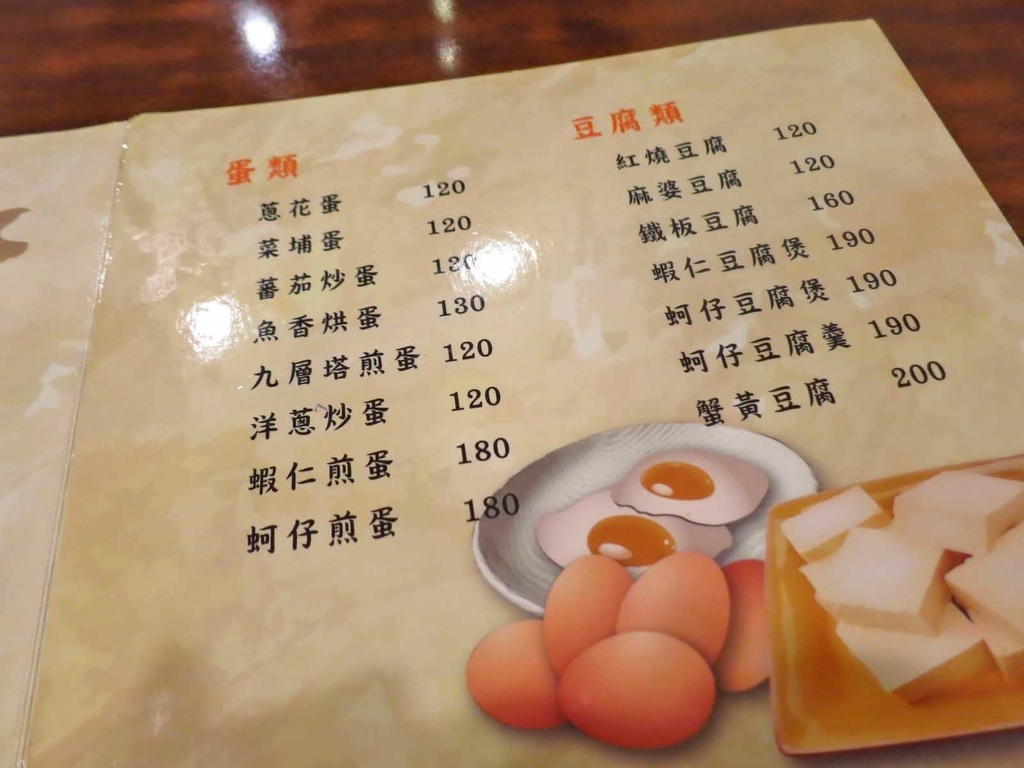 蛋類
蔥花蛋 120
菜埔蛋 120
蕃茄炒蛋
魚香烘蛋 130
九層塔煎蛋 120
洋蔥炒蛋 120
蝦仁煎蛋 180
蚵仔煎蛋 180
豆腐類
紅燒豆腐 120
麻婆豆腐 120
鐵板豆腐 160
蝦仁豆腐煲 190
蚵仔豆腐煲 190
蚵仔豆腐羹 190
蟹黃豆腐 200